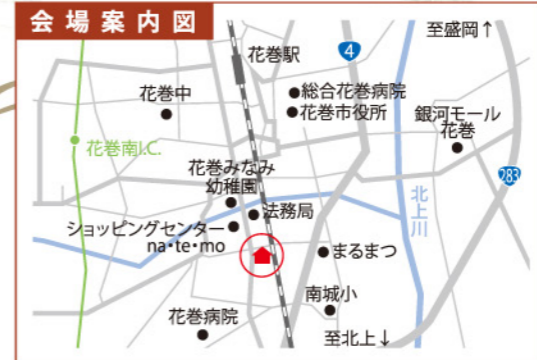 会場案内図
至盛岡↑
4
花巻駅
総合花巻病院
花巻中
花巻市役所
銀河モール
花巻
花巻南I.C.
283
花巻みなみ
幼稚園
北上川
法務局
ショッピングセンター
na・te・mo
まるまつ
南城小
花巻病院
至北上↓